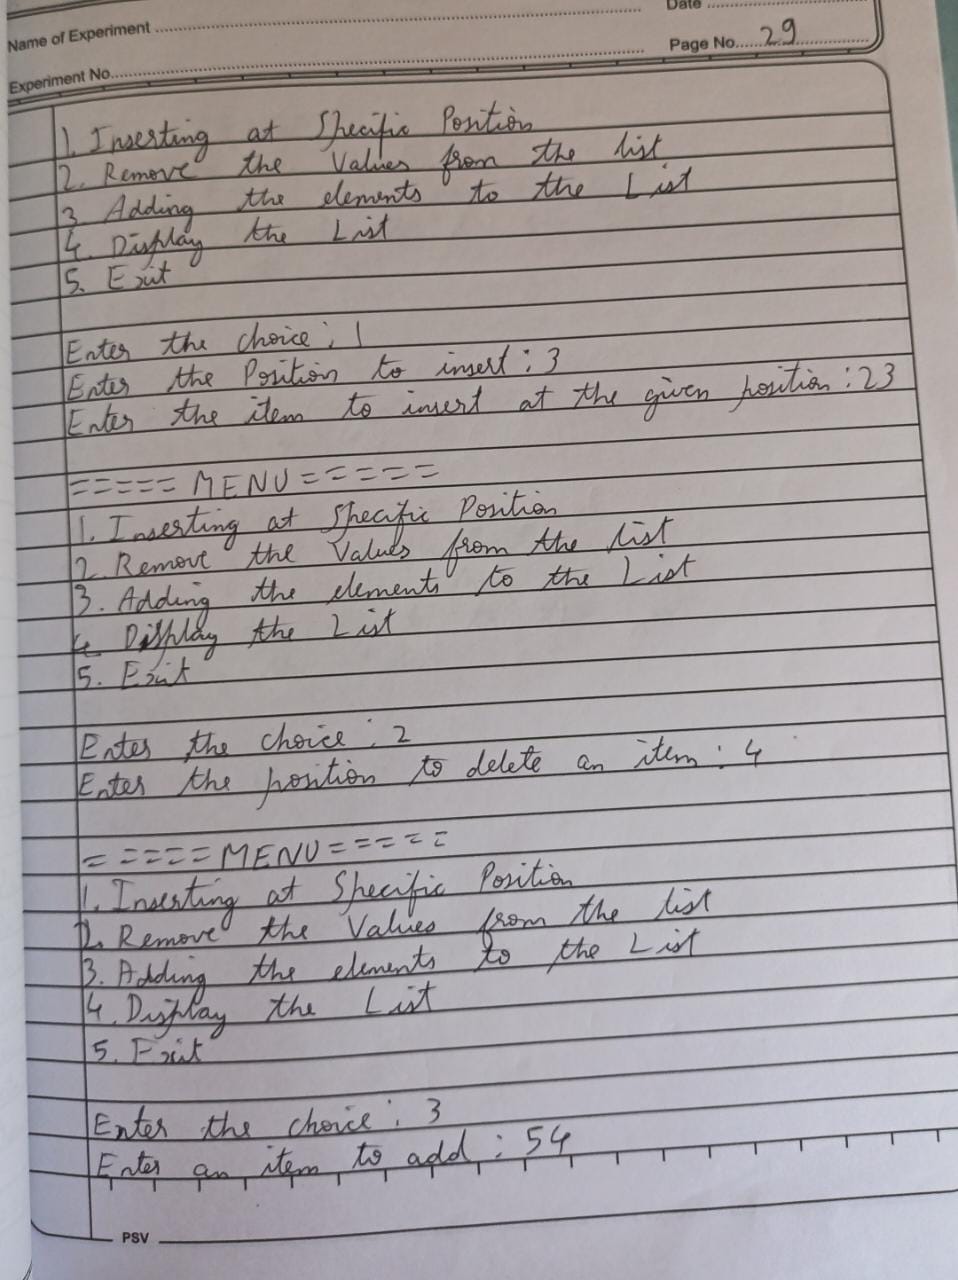 Date
Name of Experiment
Page No. 29
Experiment No.
1. Inserting at Specific Position
2. Remove the Values from the list
3. Adding the elements to the List
4. Display the List
5. Exit
Enter the choice : 1
Enter the Position to insert : 3
Enter the item to insert at the given position : 23
===== MENU =====
1. Inserting at Specific Position
2. Remove the Values from the list
3. Adding the elements to the List
4. Display the List
5. Exit
Enter the choice : 2
Enter the position to delete an item : 4
===== MENU =====
1. Inserting at Specific Position
2. Remove the Values from the list
3. Adding the elements to the List
4. Display the List
5. Exit
Enter the choice : 3
Enter an item to add : 54
PSV